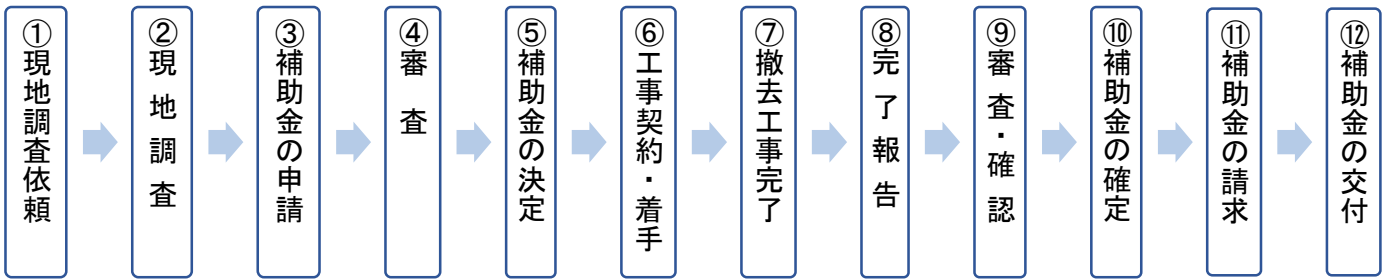 ①現地調査依頼
②現地調査
③補助金の申請
④審査
⑤補助金の決定
⑥工事契約・着手
⑦撤去工事完了
⑧完了報告
⑨審査・確認
⑩補助金の確定
⑪補助金の請求
⑫補助金の交付